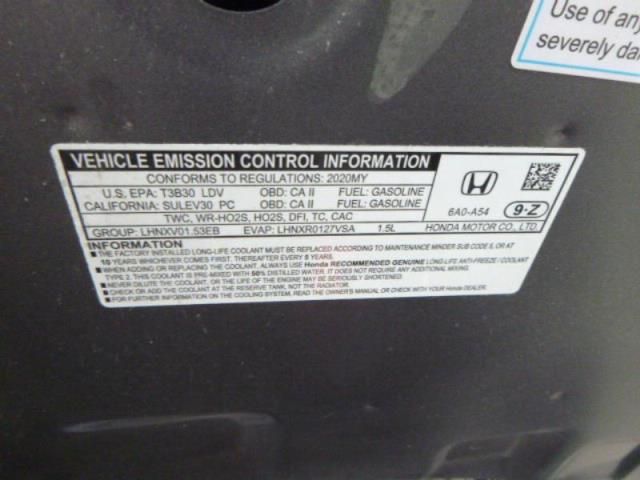 Use of any
severely da
VEHICLE EMISSION CONTROL INFORMATION
CONFORMS TO REGULATIONS: 2020MY
U.S. EPA: T3B30 LDV OBD: CA II FUEL: GASOLINE
CALIFORNIA: SULEV30 PC OBD: CA II FUEL: GASOLINE
TWC, WR-HO2S, HO2S, DFI, TC, CAC
GROUP: LHNXV01.53EB EVAP: LHNXR0127VSA 1.5L
6A0-A54 9-Z
HONDA MOTOR CO., LTD.
■FACTORY INSTALLED LONG-LIFE COOLANT MUST BE REPLACED ACCORDING TO MAINTENANCE MINDER SUB CODE 5, OR AT
10 YEARS WHICH COMES FIRST. THEREAFTER EVERY 5 YEARS.
■WHEN ADDING OR REPLACING THE COOLANT, ALWAYS USE Honda RECOMMENDED GENUINE LONG-LIFE ANTI-FREEZE / COOLANT
TYPE 2. THIS COOLANT IS PRE-MIXED WITH 50% DISTILLED WATER. IT DOES NOT REQUIRE ADDITIONAL MIXING.
■NEVER DILUTE THE COOLANT, OR THE LIFE OF THE ENGINE MAY BE SERIOUSLY SHORTENED.
■CHECK AND ADD THE COOLANT AT THE RESERVE TANK, NOT THE RADIATOR.
■FOR FURTHER INFORMATION ON THE COOLING SYSTEM, READ THE OWNER'S MANUAL OR CHECK WITH YOUR Honda DEALER.